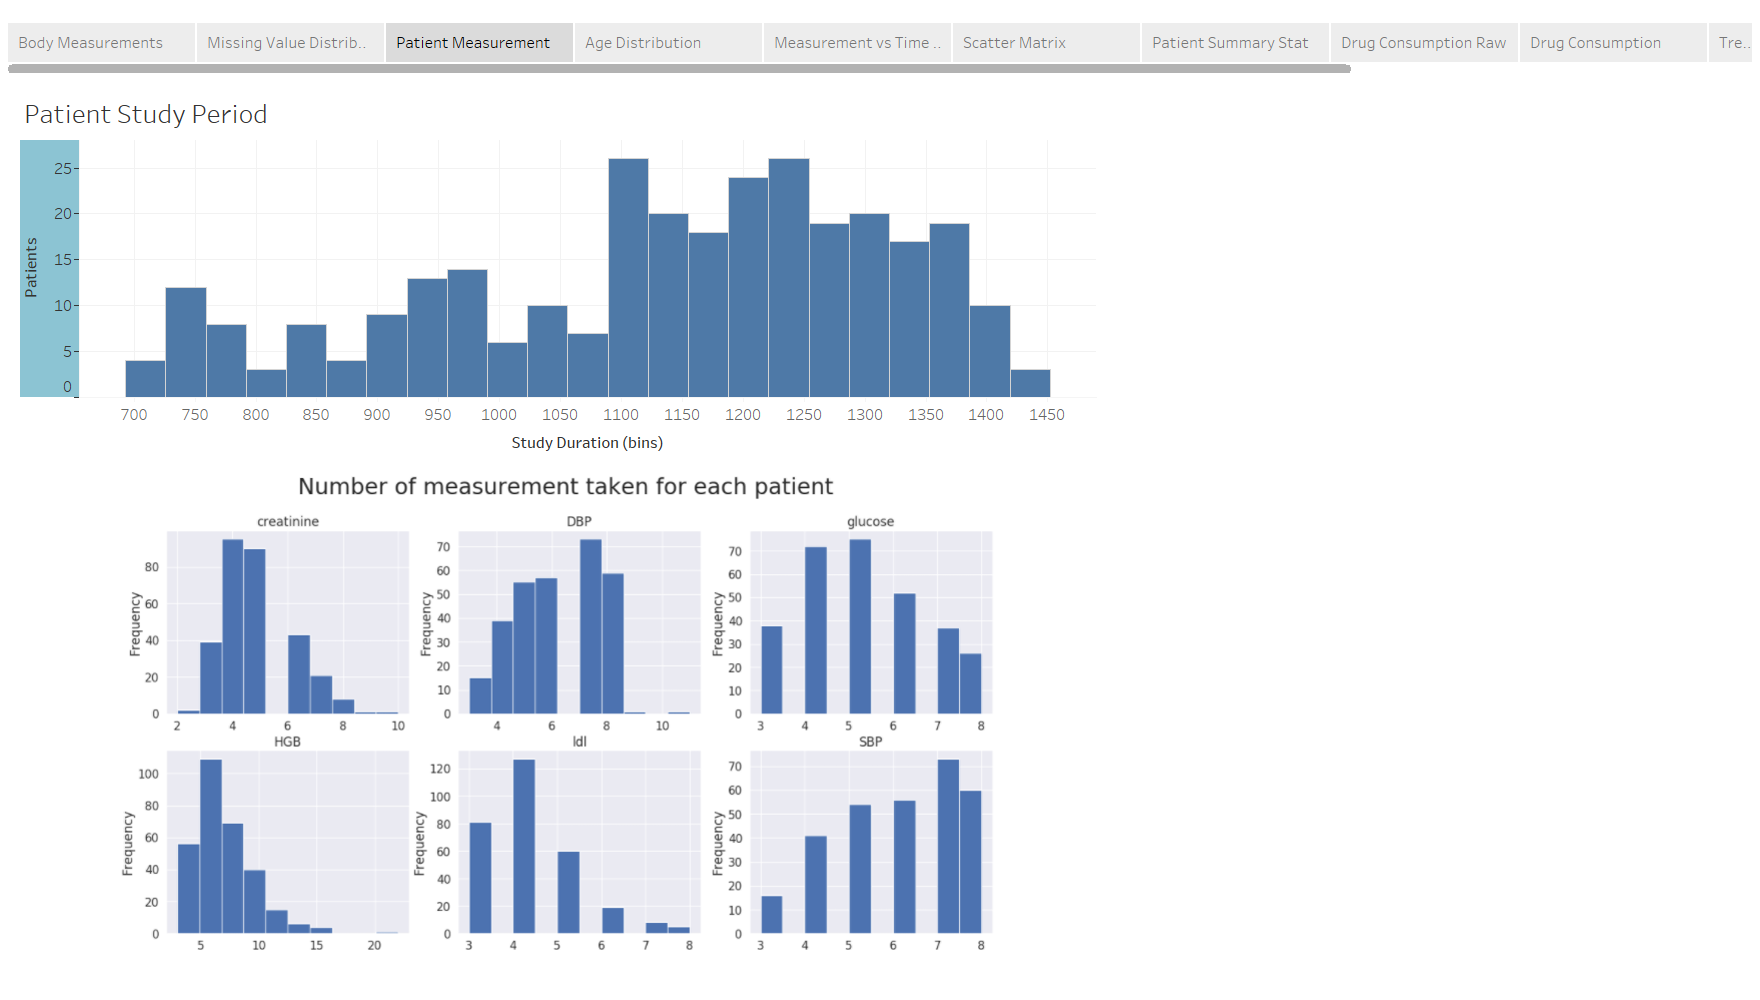 Body Measurements
Missing Value Distrib..
Patient Measurement
Age Distribution
Measurement vs Time ..
Scatter Matrix
Patient Summary Stat
Drug Consumption Raw
Drug Consumption
Tre..
Patient Study Period
Patients
25
20
15
10
5
0
700 750 800 850 900 950 1000 1050 1100 1150 1200 1250 1300 1350 1400 1450
Study Duration (bins)
Number of measurement taken for each patient
creatinine
Frequency
80
60
40
20
0
2 4 6 8 10
DBP
Frequency
70
60
50
40
30
20
10
0
4 6 8 10
glucose
Frequency
70
60
50
40
30
20
10
0
3 4 5 6 7 8
HGB
Frequency
100
80
60
40
20
0
5 10 15 20
ldl
Frequency
120
100
80
60
40
20
0
3 4 5 6 7 8
SBP
Frequency
70
60
50
40
30
20
10
0
3 4 5 6 7 8